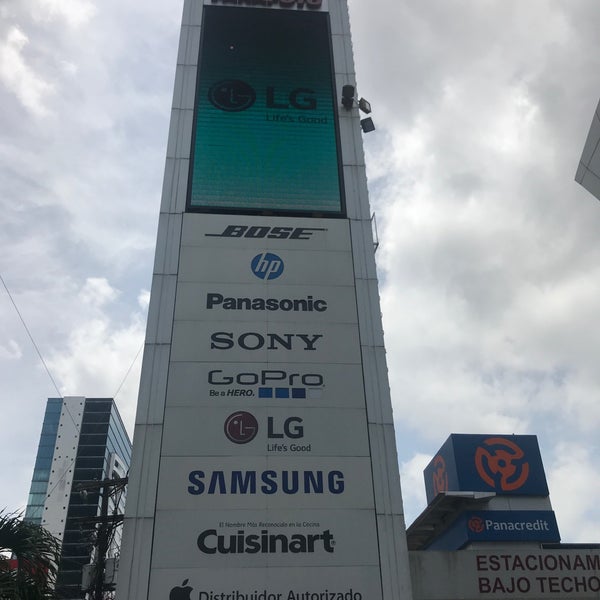 LG
Life's Good
BOSE
hp
Panasonic
SONY
GoPro
Be a HERO.
LG
Life's Good
SAMSUNG
El Nombre Más Reconocido en la Cocina
Cuisinart
Distribuidor Autorizado
Panacredit
ESTACIONAM
BAJO TECHO